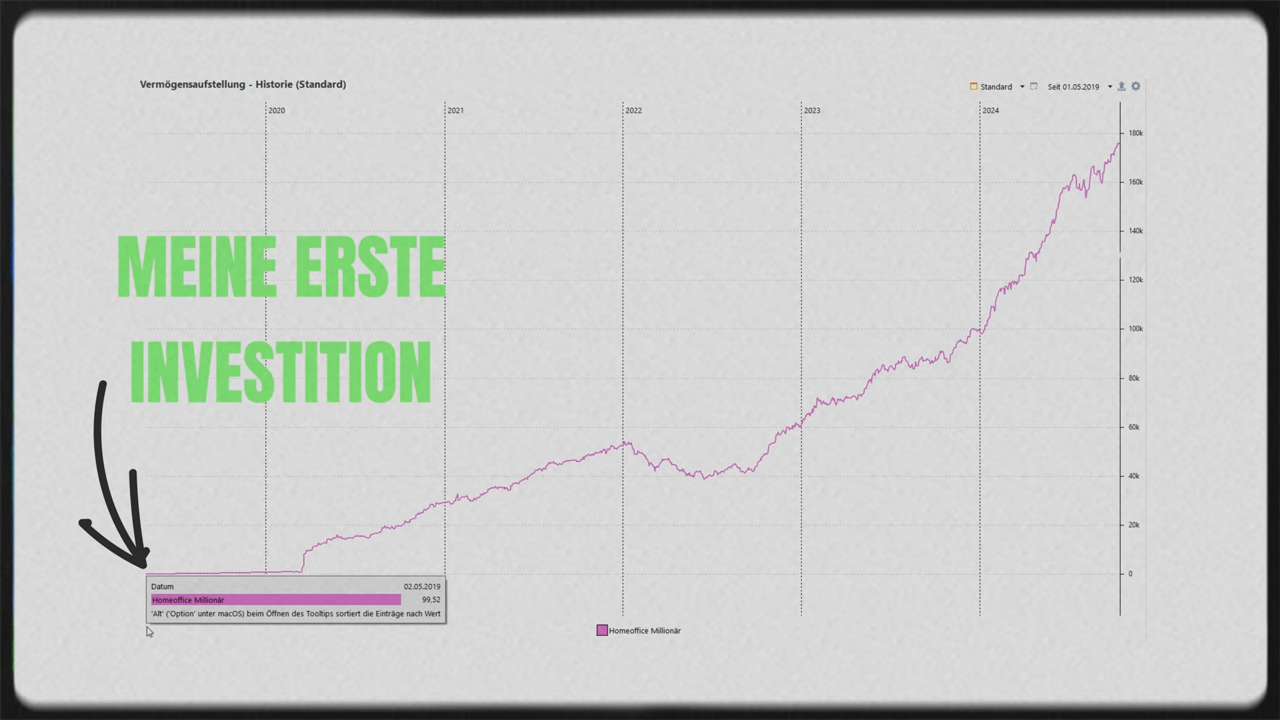 Vermögensaufstellung - Historie (Standard)
Standard
Seit 01.05.2019
2020
2021
2022
2023
2024
180k
160k
140k
120k
100k
80k
60k
40k
20k
0
MEINE ERSTE
INVESTITION
Datum 02.05.2019
Homeoffice Millionär 99,52
'Alt' ('Option' unter macOS) beim Öffnen des Tooltips sortiert die Einträge nach Wert
Homeoffice Millionär